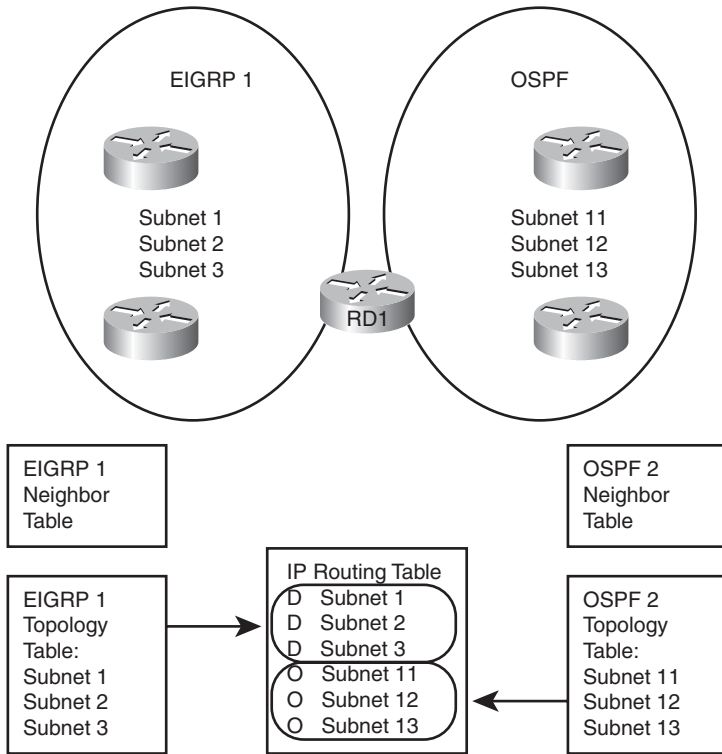 EIGRP 1
OSPF
Subnet 1
Subnet 2
Subnet 3
Subnet 11
Subnet 12
Subnet 13
RD1
EIGRP 1
Neighbor
Table
OSPF 2
Neighbor
Table
EIGRP 1
Topology
Table:
Subnet 1
Subnet 2
Subnet 3
IP Routing Table
D Subnet 1
D Subnet 2
D Subnet 3
O Subnet 11
O Subnet 12
O Subnet 13
OSPF 2
Topology
Table:
Subnet 11
Subnet 12
Subnet 13